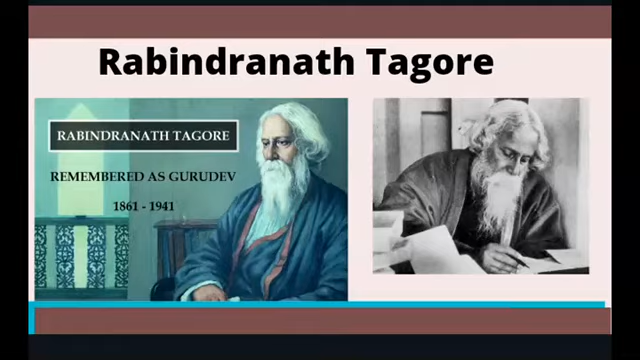 Rabindranath Tagore
RABINDRANATH TAGORE
REMEMBERED AS GURUDEV
1861 - 1941